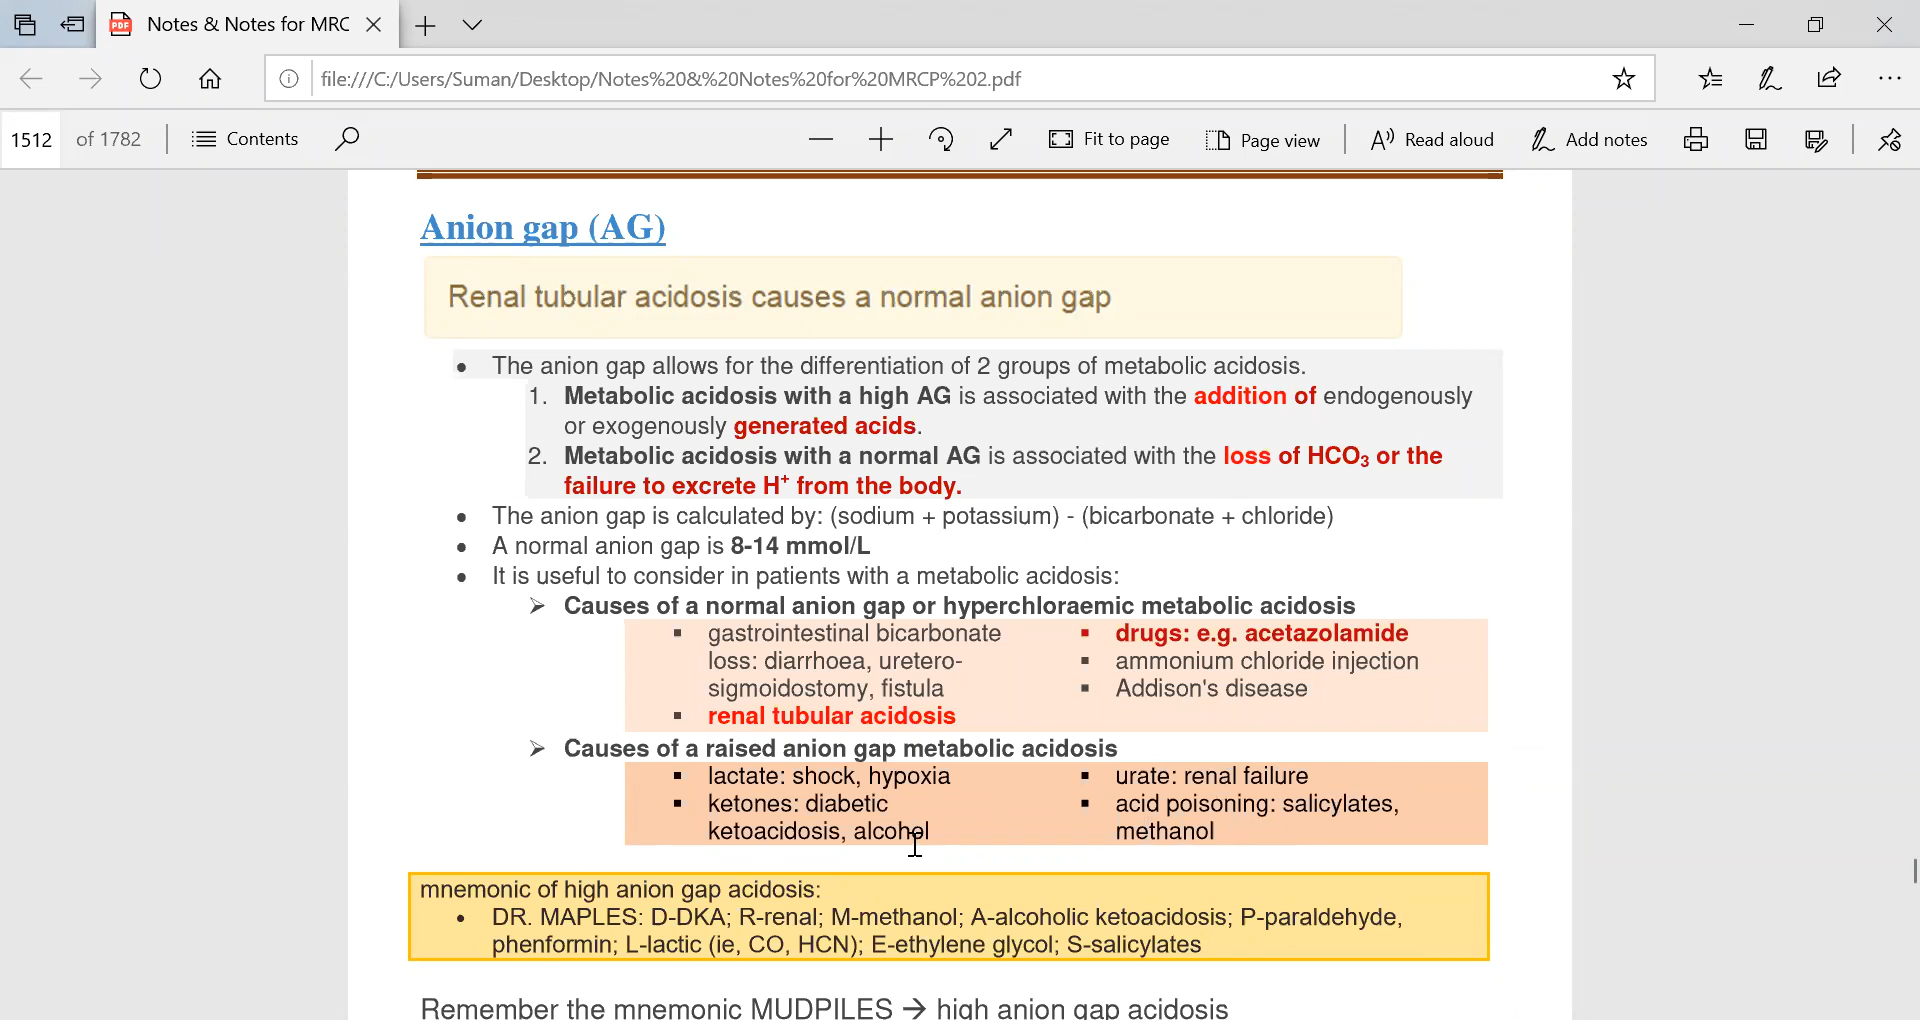 Notes & Notes for MRC
file:///C:/Users/Suman/Desktop/Notes%20&%20Notes%20for%20MRCP%202.pdf
1512 of 1782 Contents Fit to page Page view Read aloud Add notes
Anion gap (AG)
Renal tubular acidosis causes a normal anion gap
• The anion gap allows for the differentiation of 2 groups of metabolic acidosis.
1. Metabolic acidosis with a high AG is associated with the addition of endogenously
or exogenously generated acids.
2. Metabolic acidosis with a normal AG is associated with the loss of HCO₃ or the
failure to excrete H⁺ from the body.
• The anion gap is calculated by: (sodium + potassium) - (bicarbonate + chloride)
• A normal anion gap is 8-14 mmol/L
• It is useful to consider in patients with a metabolic acidosis:
➢ Causes of a normal anion gap or hyperchloraemic metabolic acidosis
▪ gastrointestinal bicarbonate
loss: diarrhoea, uretero-
sigmoidostomy, fistula
▪ renal tubular acidosis
▪ drugs: e.g. acetazolamide
▪ ammonium chloride injection
▪ Addison's disease
➢ Causes of a raised anion gap metabolic acidosis
▪ lactate: shock, hypoxia
▪ ketones: diabetic
ketoacidosis, alcohol
▪ urate: renal failure
▪ acid poisoning: salicylates,
methanol
mnemonic of high anion gap acidosis:
• DR. MAPLES: D-DKA; R-renal; M-methanol; A-alcoholic ketoacidosis; P-paraldehyde,
phenformin; L-lactic (ie, CO, HCN); E-ethylene glycol; S-salicylates
Remember the mnemonic MUDPILES → high anion gap acidosis